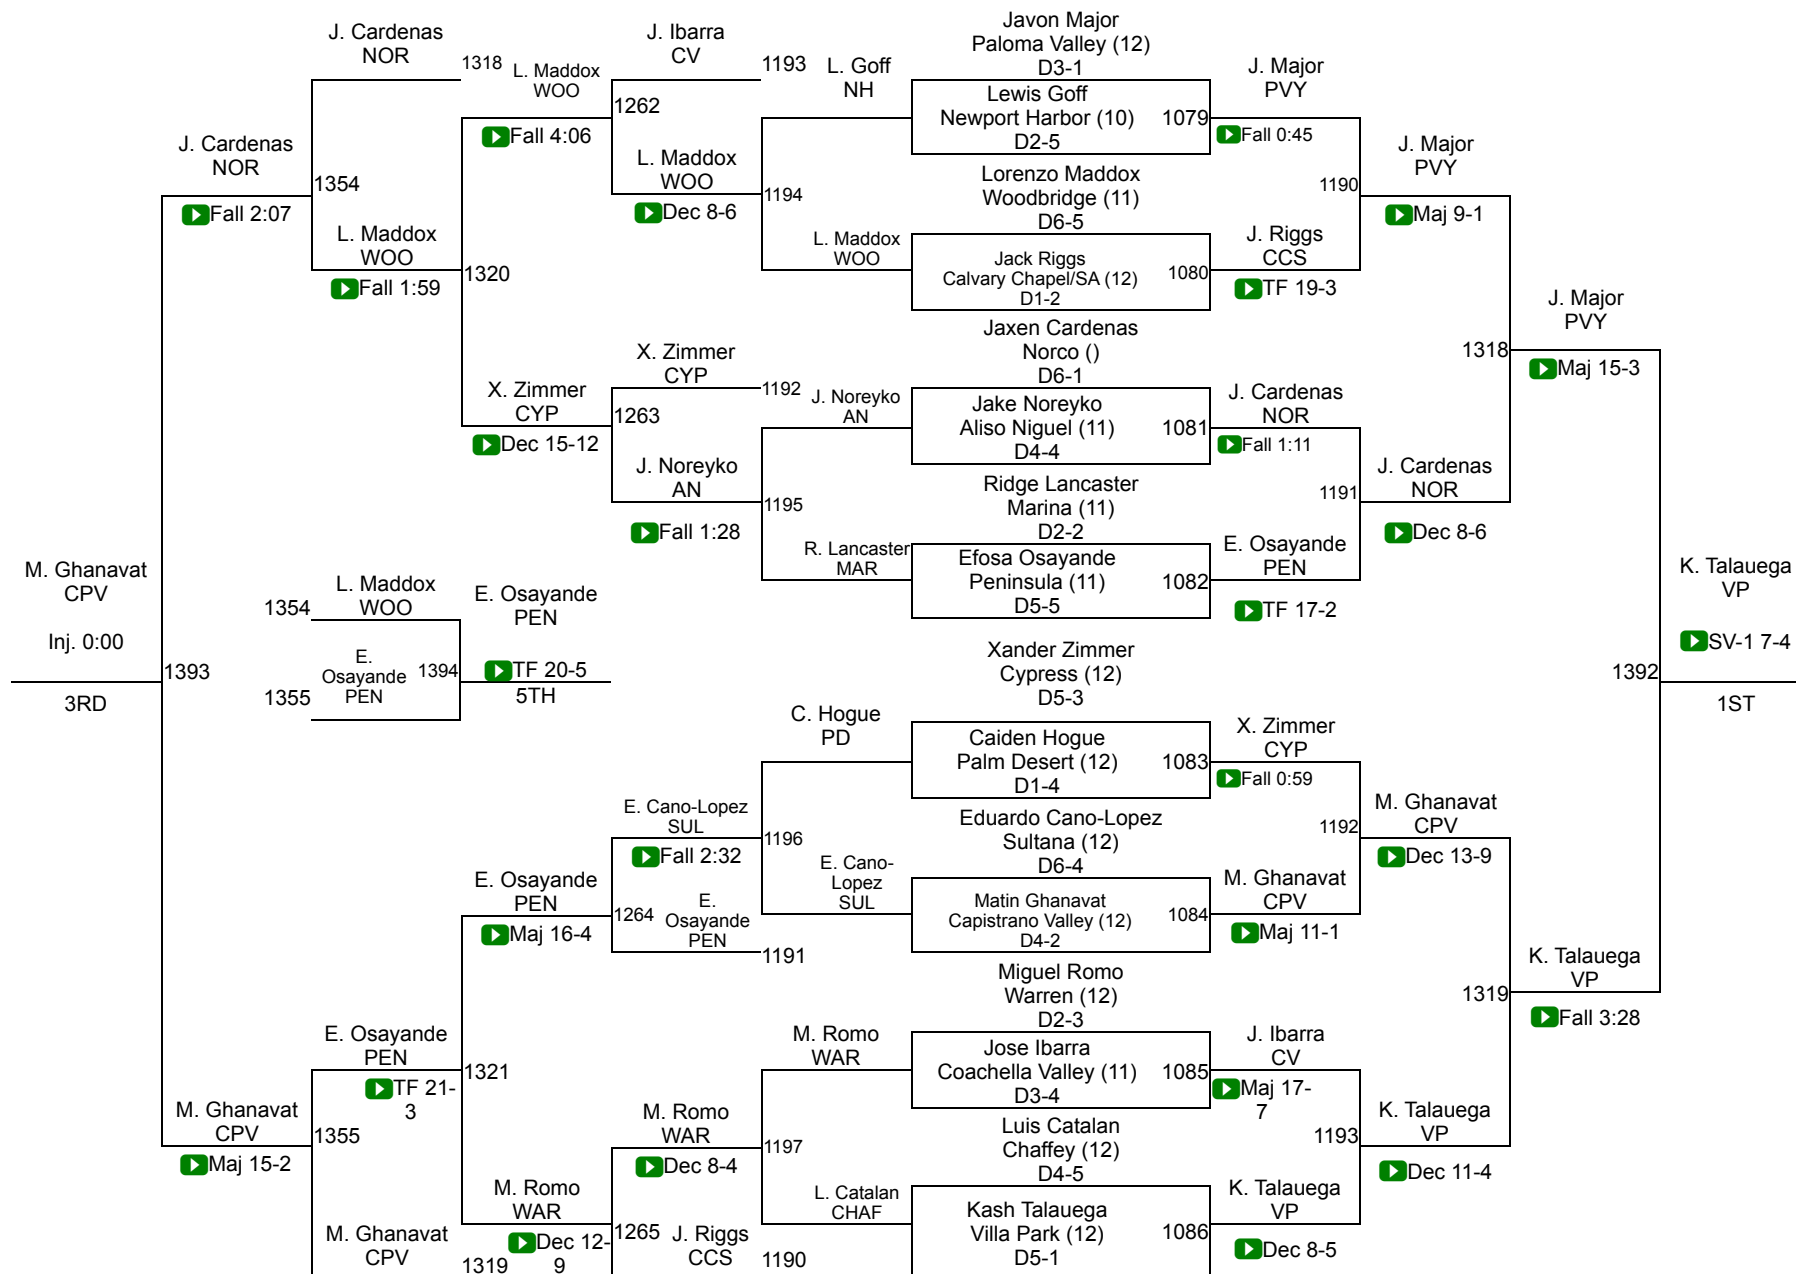 J. Cardenas
NOR
1318
L. Maddox
WOO
J. Ibarra
CV
1193
L. Goff
NH
Javon Major
Paloma Valley (12)
D3-1
J. Major
PVY
Lewis Goff
Newport Harbor (10)
D2-5
1079
Fall 0:45
1262
Fall 4:06
J. Cardenas
NOR
1354
Fall 2:07
L. Maddox
WOO
Dec 8-6
1194
Lorenzo Maddox
Woodbridge (11)
D6-5
1190
J. Major
PVY
Maj 9-1
L. Maddox
WOO
Fall 1:59
1320
L. Maddox
WOO
Jack Riggs
Calvary Chapel/SA (12)
D1-2
1080
J. Riggs
CCS
TF 19-3
J. Major
PVY
Maj 15-3
1318
X. Zimmer
CYP
Dec 15-12
X. Zimmer
CYP
1192
1263
J. Noreyko
AN
Jaxen Cardenas
Norco ()
D6-1
Jake Noreyko
Aliso Niguel (11)
D4-4
1081
J. Cardenas
NOR
Fall 1:11
J. Noreyko
AN
Fall 1:28
1195
Ridge Lancaster
Marina (11)
D2-2
1191
J. Cardenas
NOR
Dec 8-6
R. Lancaster
MAR
Efosa Osayande
Peninsula (11)
D5-5
1082
E. Osayande
PEN
TF 17-2
M. Ghanavat
CPV
Inj. 0:00
3RD
1393
1354
L. Maddox
WOO
E.
Osayande
PEN
1355
1394
E. Osayande
PEN
TF 20-5
5TH
K. Talauega
VP
SV-1 7-4
1392
1ST
C. Hogue
PD
Xander Zimmer
Cypress (12)
D5-3
Caiden Hogue
Palm Desert (12)
D1-4
1083
X. Zimmer
CYP
Fall 0:59
E. Cano-Lopez
SUL
Fall 2:32
1196
Eduardo Cano-Lopez
Sultana (12)
D6-4
1192
M. Ghanavat
CPV
Dec 13-9
E. Osayande
PEN
Maj 16-4
1264
E.
Osayande
PEN
1191
E. Cano-
Lopez
SUL
Matin Ghanavat
Capistrano Valley (12)
D4-2
1084
M. Ghanavat
CPV
Maj 11-1
K. Talauega
VP
Fall 3:28
1319
E. Osayande
PEN
TF 21-
3
1321
M. Romo
WAR
Miguel Romo
Warren (12)
D2-3
Jose Ibarra
Coachella Valley (11)
D3-4
1085
J. Ibarra
CV
Maj 17-
7
M. Ghanavat
CPV
Maj 15-2
1355
M. Romo
WAR
Dec 8-4
1197
Luis Catalan
Chaffey (12)
D4-5
1193
K. Talauega
VP
Dec 11-4
M. Ghanavat
CPV
1319
M. Romo
WAR
Dec 12-
9
1265
J. Riggs
CCS
1190
L. Catalan
CHAF
Kash Talauega
Villa Park (12)
D5-1
1086
K. Talauega
VP
Dec 8-5